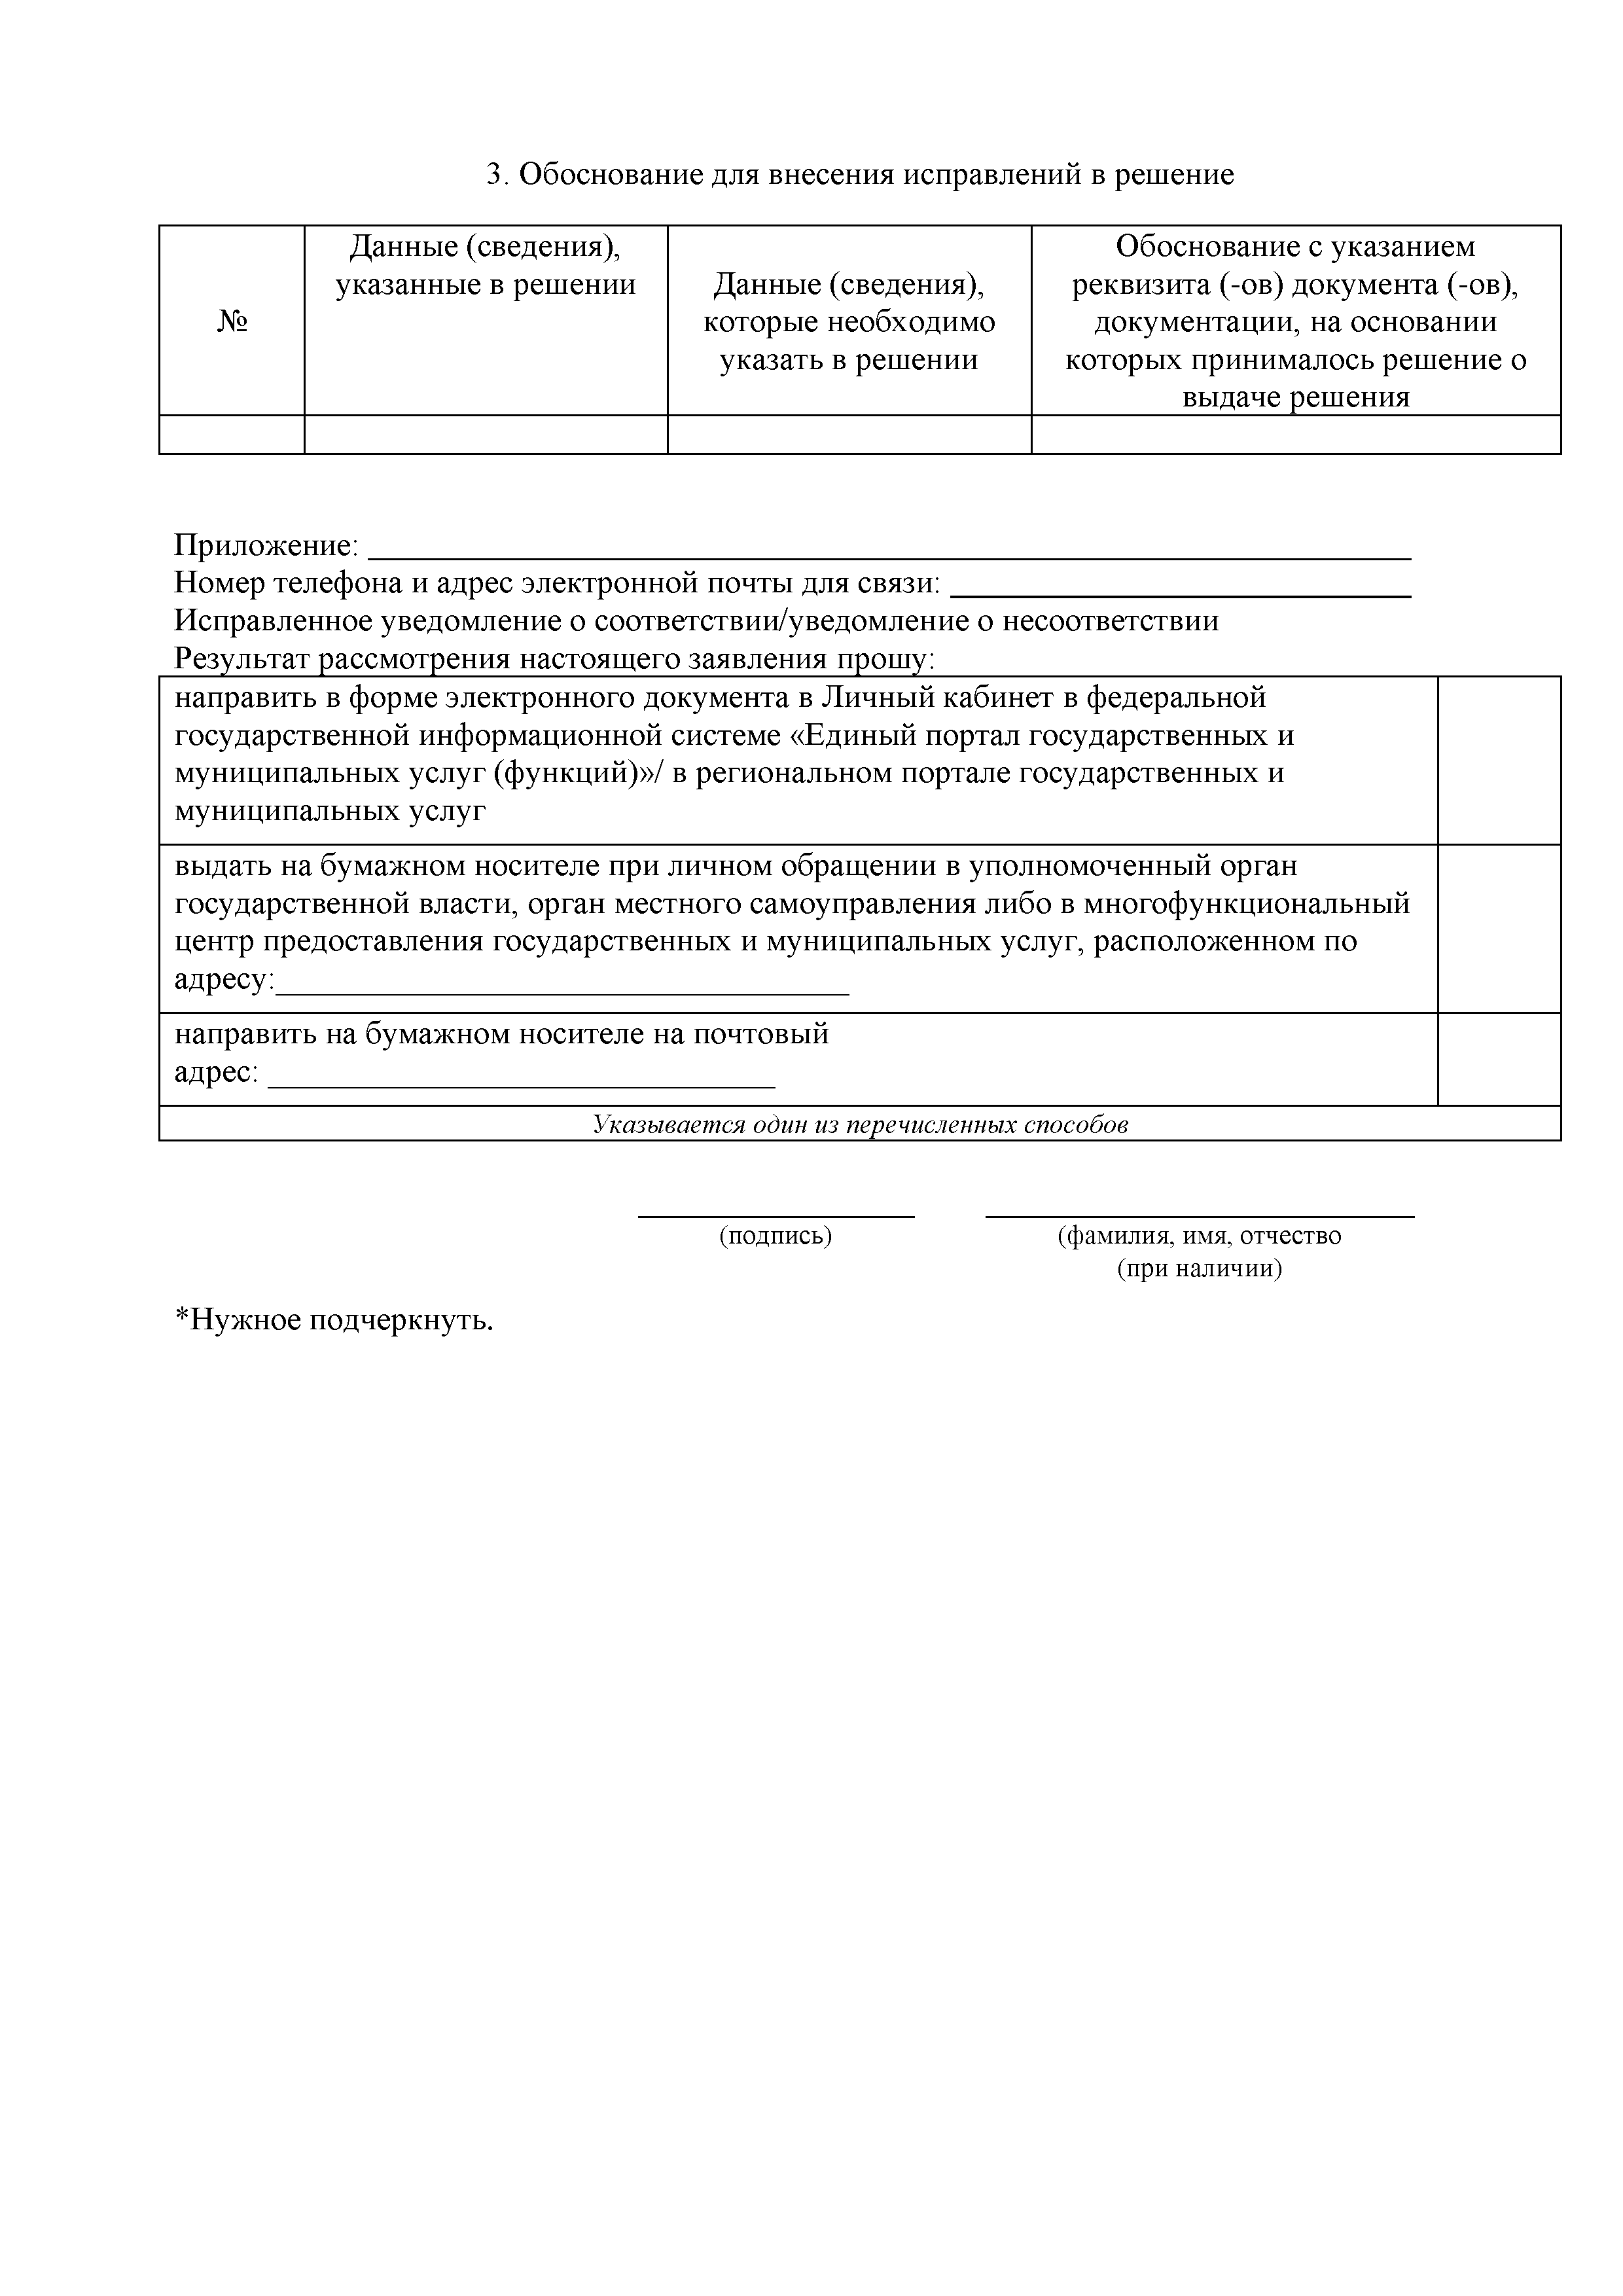 3. Обоснование для внесения исправлений в решение
№
Данные (сведения),
указанные в решении
Данные (сведения),
которые необходимо
указать в решении
Обоснование с указанием
реквизита (-ов) документа (-ов),
документации, на основании
которых принималось решение о
выдаче решения
Приложение: ___
Номер телефона и адрес электронной почты для связи: ___
Исправленное уведомление о соответствии/уведомление о несоответствии
Результат рассмотрения настоящего заявления прошу:
направить в форме электронного документа в Личный кабинет в федеральной
государственной информационной системе «Единый портал государственных и
муниципальных услуг (функций)»/ в региональном портале государственных и
муниципальных услуг
выдать на бумажном носителе при личном обращении в уполномоченный орган
государственной власти, орган местного самоуправления либо в многофункциональный
центр предоставления государственных и муниципальных услуг, расположенном по
адресу:___
направить на бумажном носителе на почтовый
адрес: ___
Указывается один из перечисленных способов
(подпись)
(фамилия, имя, отчество
(при наличии)
*Нужное подчеркнуть.